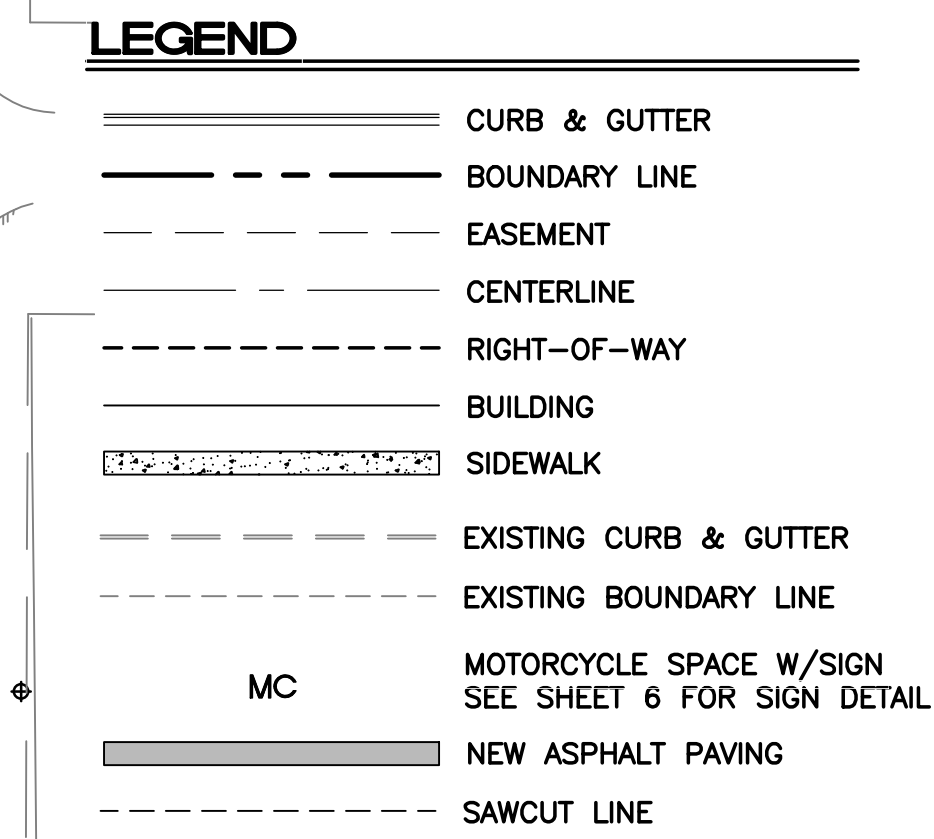 LEGEND
CURB & GUTTER
BOUNDARY LINE
EASEMENT
CENTERLINE
RIGHT-OF-WAY
BUILDING
SIDEWALK
EXISTING CURB & GUTTER
EXISTING BOUNDARY LINE
MC MOTORCYCLE SPACE W/SIGN
SEE SHEET 6 FOR SIGN DETAIL
NEW ASPHALT PAVING
SAWCUT LINE